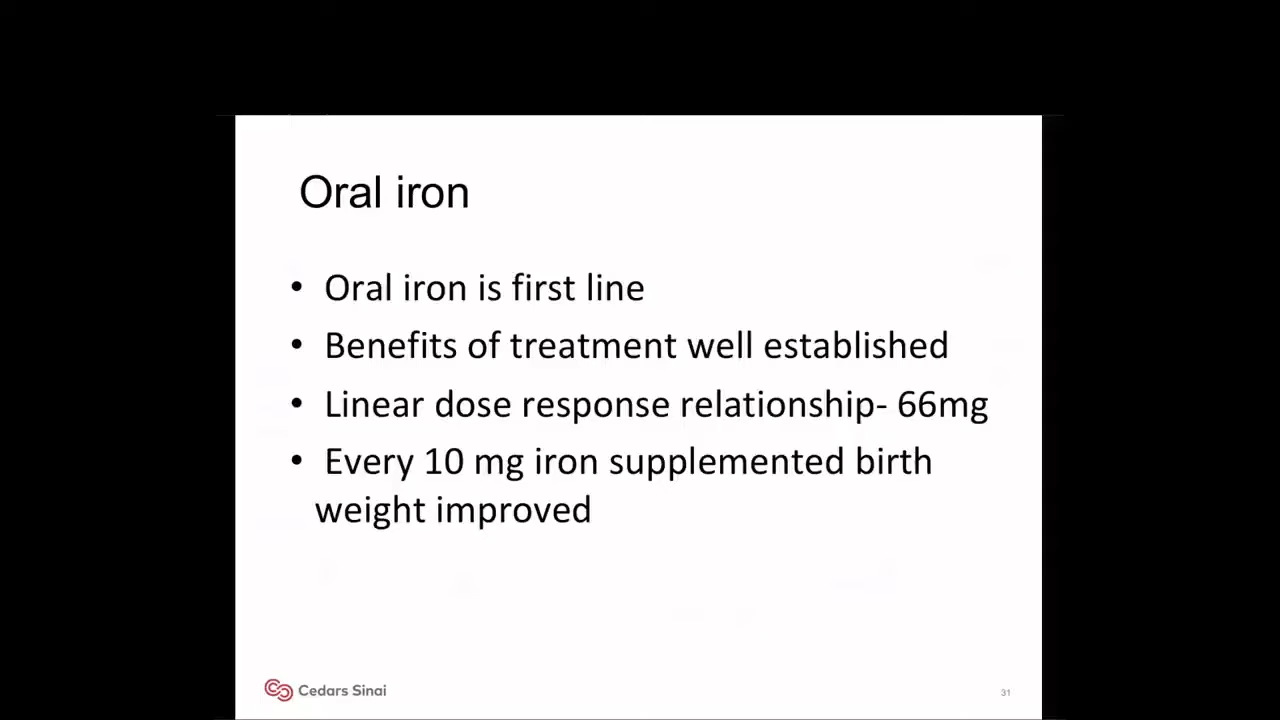 Oral iron
• Oral iron is first line
• Benefits of treatment well established
• Linear dose response relationship- 66mg
• Every 10 mg iron supplemented birth
weight improved
Cedars Sinai
31